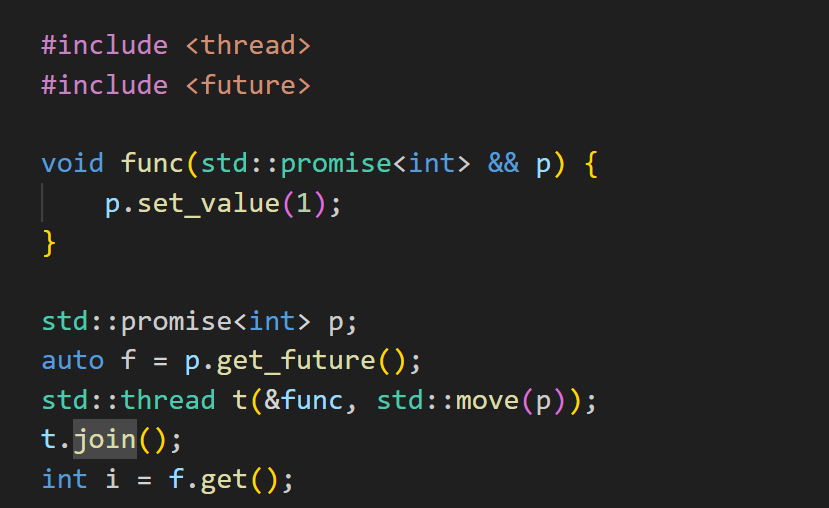 #include <thread>
#include <future>
void func(std::promise<int> && p) {
    p.set_value(1);
}
std::promise<int> p;
auto f = p.get_future();
std::thread t(&func, std::move(p));
t.join();
int i = f.get();